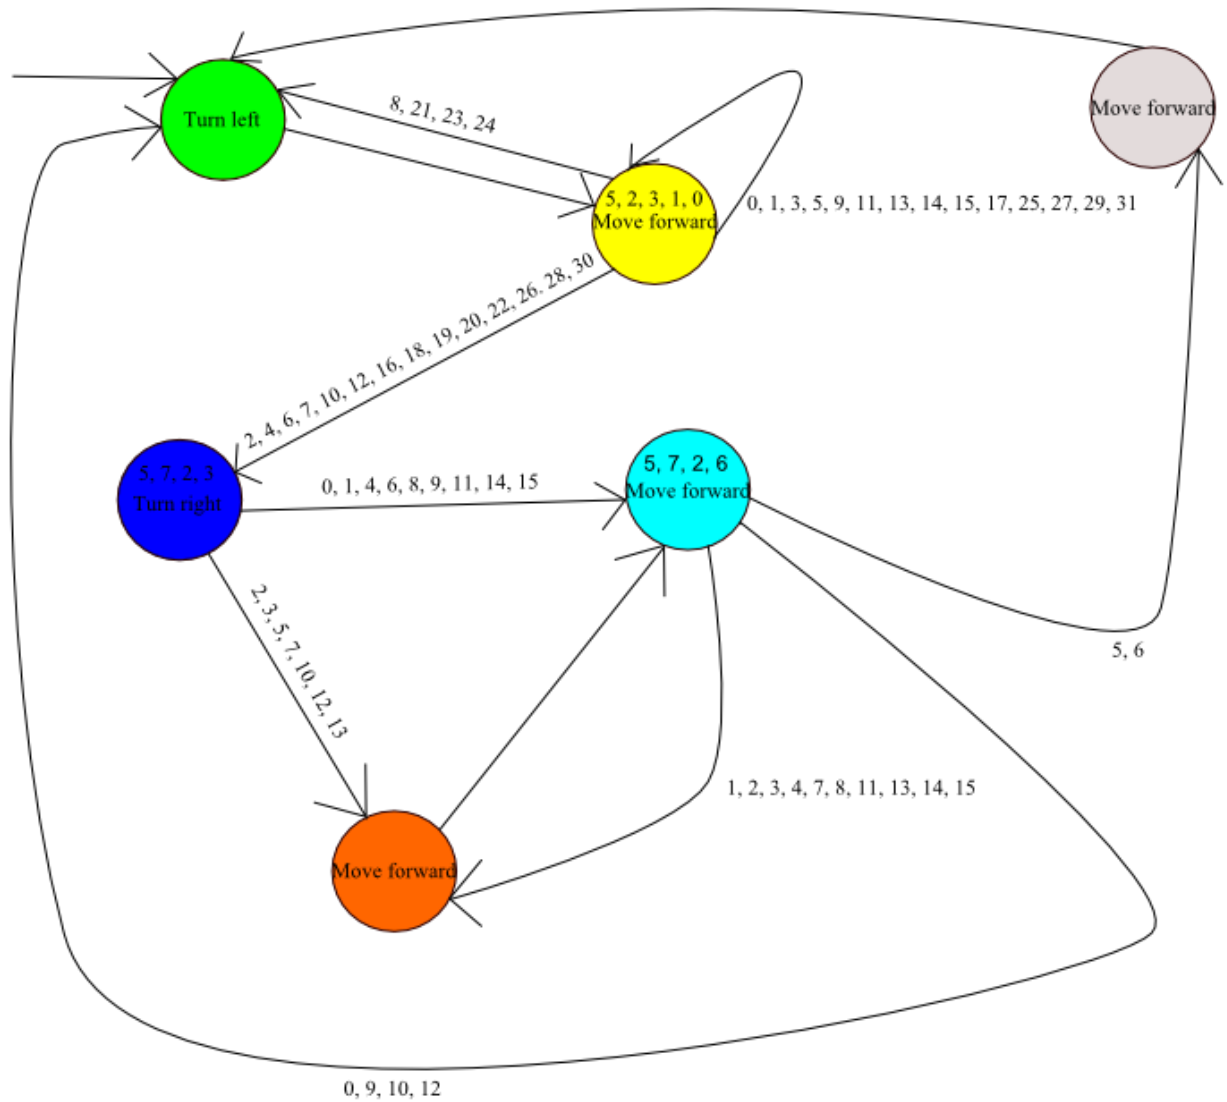 Move forward
8, 21, 23, 24
Turn left
5, 2, 3, 1, 0
Move forward
0, 1, 3, 5, 9, 11, 13, 14, 15, 17, 25, 27, 29, 31
2, 4, 6, 7, 10, 12, 16, 18, 19, 20, 22, 26. 28, 30
5, 7, 2, 3
Turn right
0, 1, 4, 6, 8, 9, 11, 14, 15
5, 7, 2, 6
Move forward
2, 3, 5, 7, 10, 12, 13
5, 6
1, 2, 3, 4, 7, 8, 11, 13, 14, 15
Move forward
0, 9, 10, 12